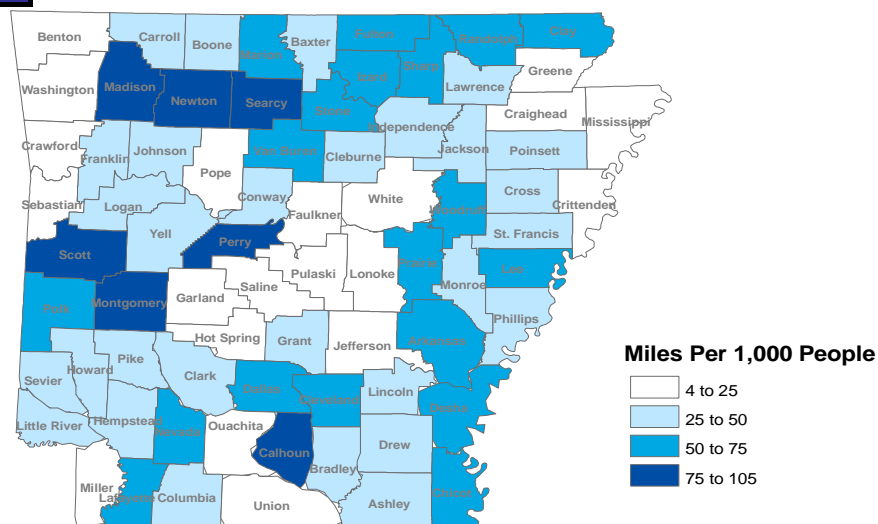 Benton
Carroll
Boone
Marion
Baxter
Fulton
Randolph
Clay
Washington
Madison
Newton
Searcy
Stone
Izard
Sharp
Lawrence
Greene
Craighead
Mississippi
Crawford
Franklin
Johnson
Pope
Van Buren
Cleburne
Independence
Jackson
Poinsett
Sebastian
Logan
Conway
Faulkner
White
Woodruff
Cross
Crittenden
Scott
Yell
Perry
Saline
Pulaski
Lonoke
Prairie
Monroe
St. Francis
Lee
Phillips
Polk
Montgomery
Garland
Hot Spring
Grant
Jefferson
Arkansas
Sevier
Howard
Pike
Clark
Dallas
Cleveland
Lincoln
Desha
Little River
Hempstead
Nevada
Ouachita
Calhoun
Bradley
Drew
Miller
Lafayette
Columbia
Union
Ashley
Chicot
Miles Per 1,000 People
4 to 25
25 to 50
50 to 75
75 to 105